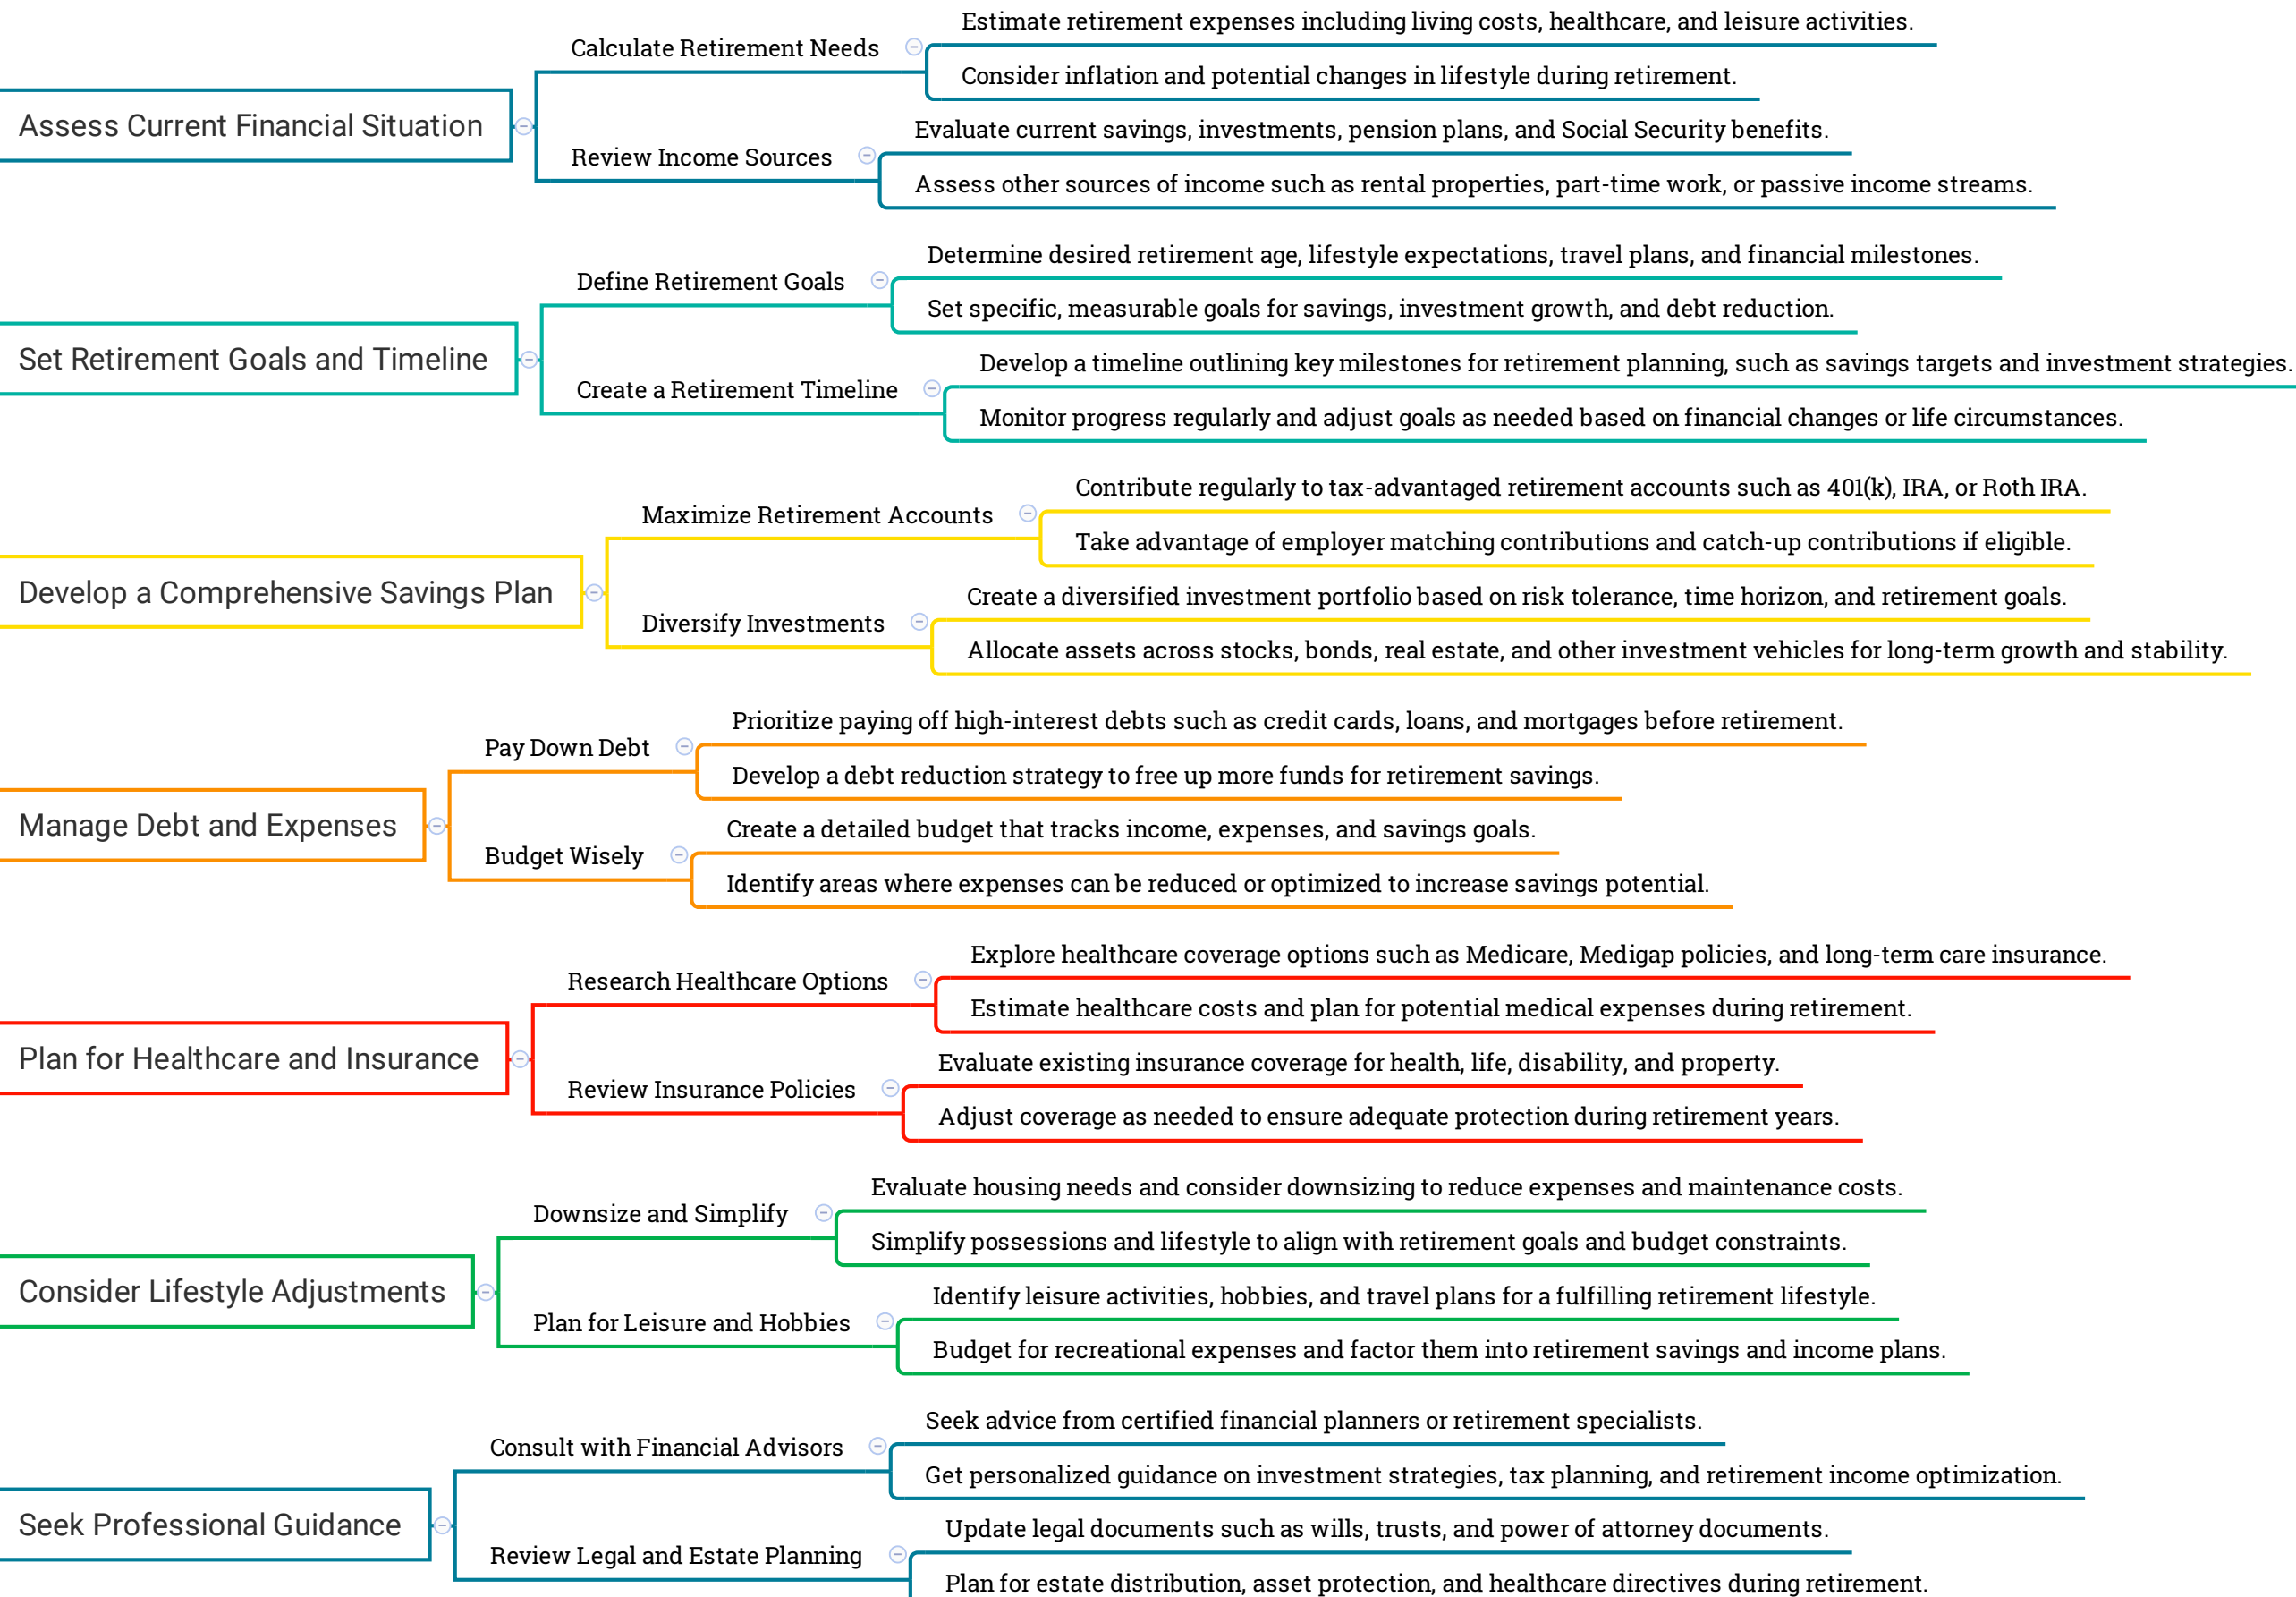 Estimate retirement expenses including living costs, healthcare, and leisure activities.
Calculate Retirement Needs
Consider inflation and potential changes in lifestyle during retirement.
Assess Current Financial Situation
Evaluate current savings, investments, pension plans, and Social Security benefits.
Review Income Sources
Assess other sources of income such as rental properties, part-time work, or passive income streams.
Determine desired retirement age, lifestyle expectations, travel plans, and financial milestones.
Define Retirement Goals
Set specific, measurable goals for savings, investment growth, and debt reduction.
Set Retirement Goals and Timeline
Develop a timeline outlining key milestones for retirement planning, such as savings targets and investment strategies.
Create a Retirement Timeline
Monitor progress regularly and adjust goals as needed based on financial changes or life circumstances.
Contribute regularly to tax-advantaged retirement accounts such as 401(k), IRA, or Roth IRA.
Maximize Retirement Accounts
Take advantage of employer matching contributions and catch-up contributions if eligible.
Develop a Comprehensive Savings Plan
Create a diversified investment portfolio based on risk tolerance, time horizon, and retirement goals.
Diversify Investments
Allocate assets across stocks, bonds, real estate, and other investment vehicles for long-term growth and stability.
Prioritize paying off high-interest debts such as credit cards, loans, and mortgages before retirement.
Pay Down Debt
Develop a debt reduction strategy to free up more funds for retirement savings.
Manage Debt and Expenses
Create a detailed budget that tracks income, expenses, and savings goals.
Budget Wisely
Identify areas where expenses can be reduced or optimized to increase savings potential.
Explore healthcare coverage options such as Medicare, Medigap policies, and long-term care insurance.
Research Healthcare Options
Estimate healthcare costs and plan for potential medical expenses during retirement.
Plan for Healthcare and Insurance
Evaluate existing insurance coverage for health, life, disability, and property.
Review Insurance Policies
Adjust coverage as needed to ensure adequate protection during retirement years.
Evaluate housing needs and consider downsizing to reduce expenses and maintenance costs.
Downsize and Simplify
Simplify possessions and lifestyle to align with retirement goals and budget constraints.
Consider Lifestyle Adjustments
Identify leisure activities, hobbies, and travel plans for a fulfilling retirement lifestyle.
Plan for Leisure and Hobbies
Budget for recreational expenses and factor them into retirement savings and income plans.
Seek advice from certified financial planners or retirement specialists.
Consult with Financial Advisors
Get personalized guidance on investment strategies, tax planning, and retirement income optimization.
Seek Professional Guidance
Update legal documents such as wills, trusts, and power of attorney documents.
Review Legal and Estate Planning
Plan for estate distribution, asset protection, and healthcare directives during retirement.